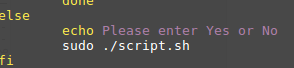 done
else
echo Please enter Yes or No
sudo ./script.sh
fi